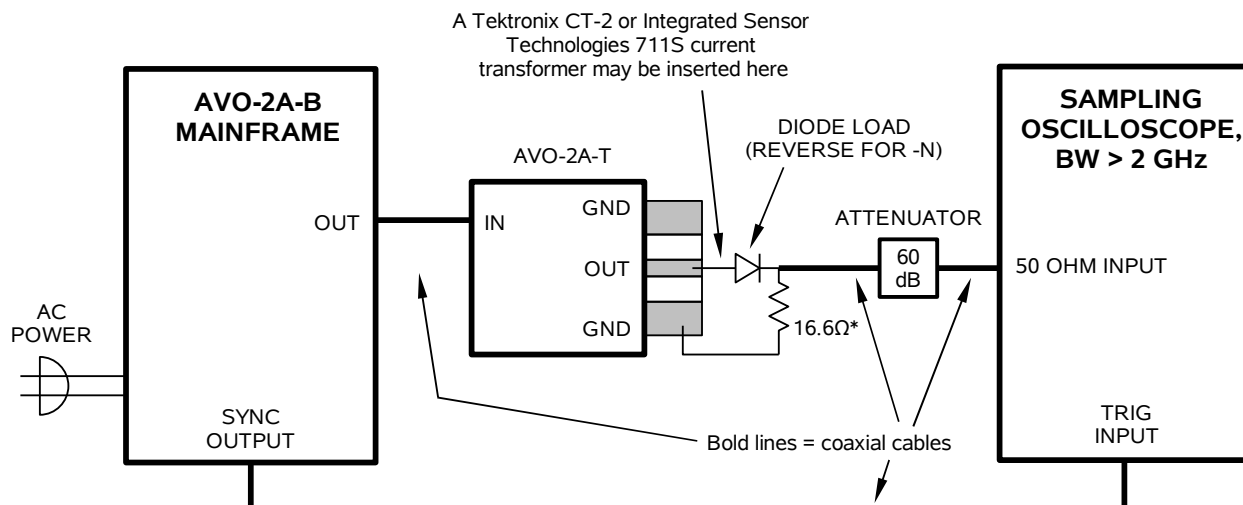 A Tektronix CT-2 or Integrated Sensor
Technologies 711S current
transformer may be inserted here
AVO-2A-B
MAINFRAME
SAMPLING
OSCILLOSCOPE,
BW > 2 GHz
DIODE LOAD
(REVERSE FOR -N)
AVO-2A-T
GND
OUT
IN
ATTENUATOR
OUT
60
dB
50 OHM INPUT
GND
16.6Ω*
AC
POWER
SYNC
OUTPUT
Bold lines = coaxial cables
TRIG
INPUT